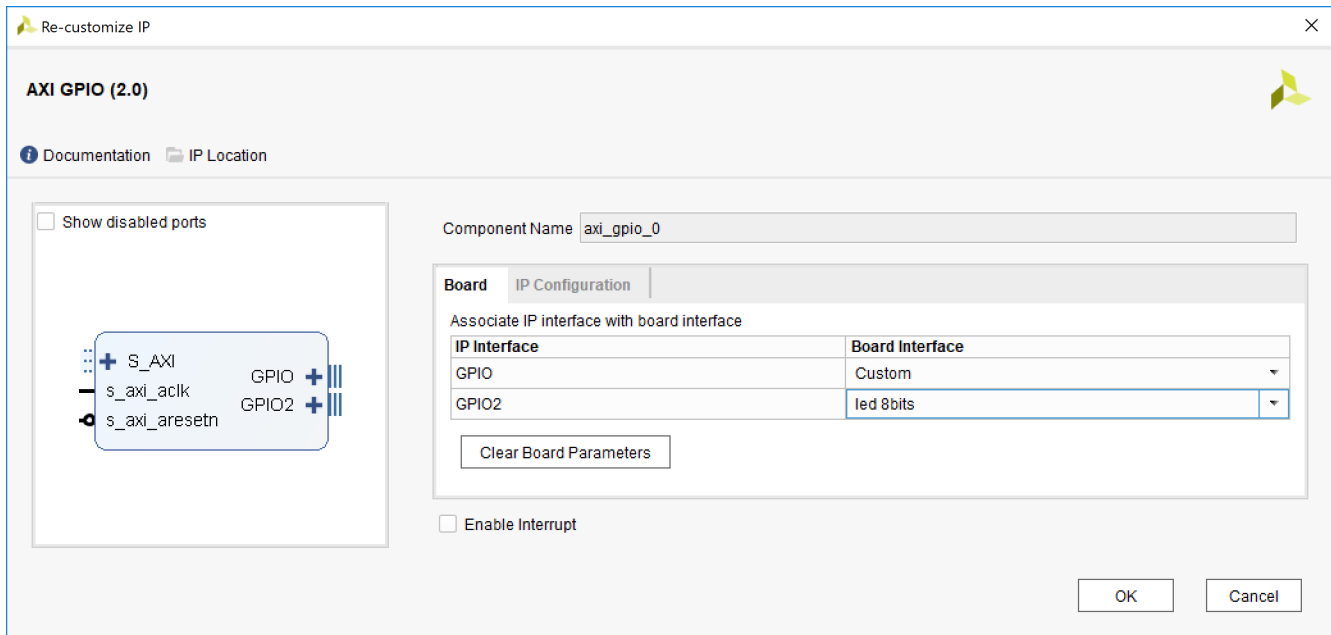 Re-customize IP
AXI GPIO (2.0)
Documentation IP Location
Show disabled ports
S_AXI
s_axi_aclk
s_axi_aresetn
GPIO
GPIO2
Component Name axi_gpio_0
Board IP Configuration
Associate IP interface with board interface
IP Interface Board Interface
GPIO Custom
GPIO2 led 8bits
Clear Board Parameters
Enable Interrupt
OK Cancel